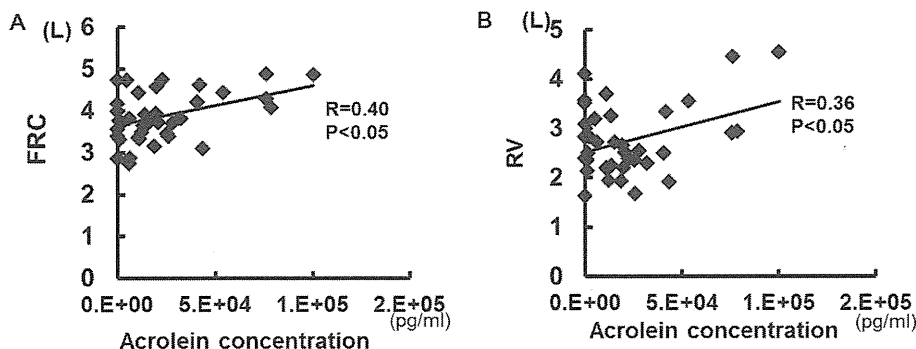 A (L)
6
5
4
3
2
1
0
FRC
R=0.40
P<0.05
0.E+00 5.E+04 1.E+05 2.E+05
(pg/ml)
Acrolein concentration
B (L)
5
4
3
2
1
0
RV
R=0.36
P<0.05
0.E+00 5.E+04 1.E+05 2.E+05
Acrolein concentration (pg/ml)